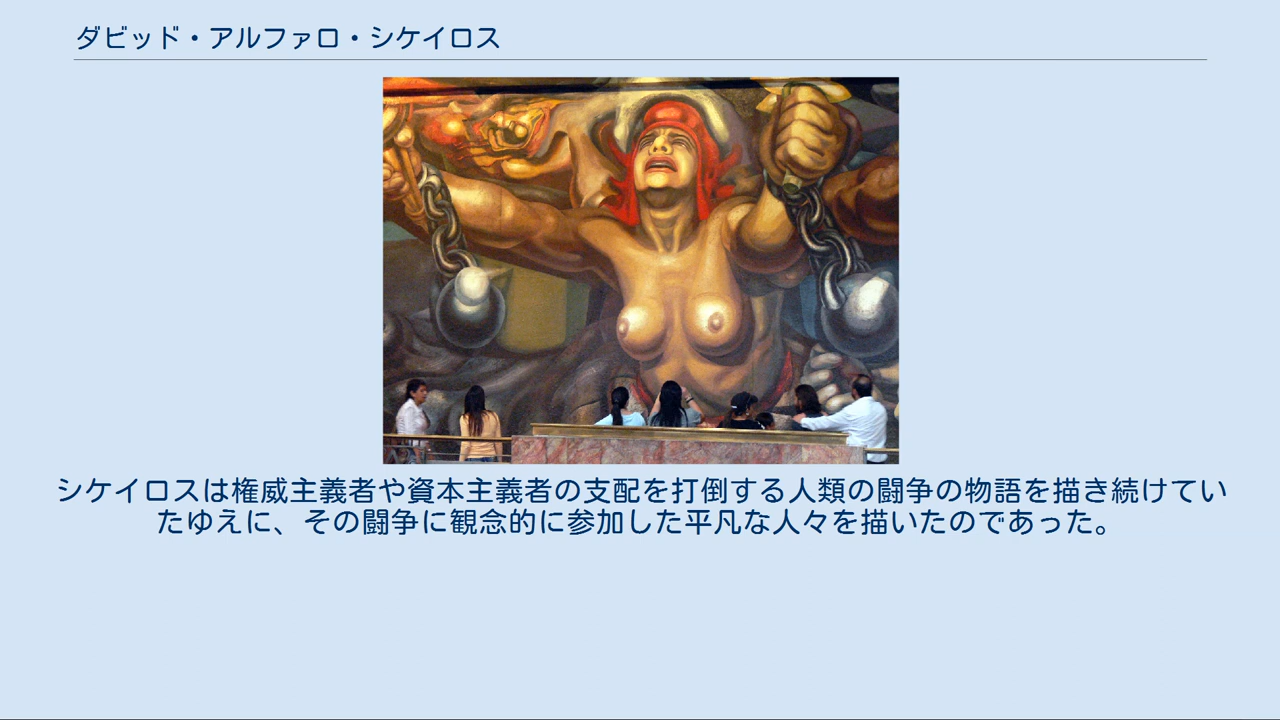 ダビッド・アルファロ・シケイロス
シケイロスは権威主義者や資本主義者の支配を打倒する人類の闘争の物語を描き続けてい
たゆえに、その闘争に観念的に参加した平凡な人々を描いたのであった。